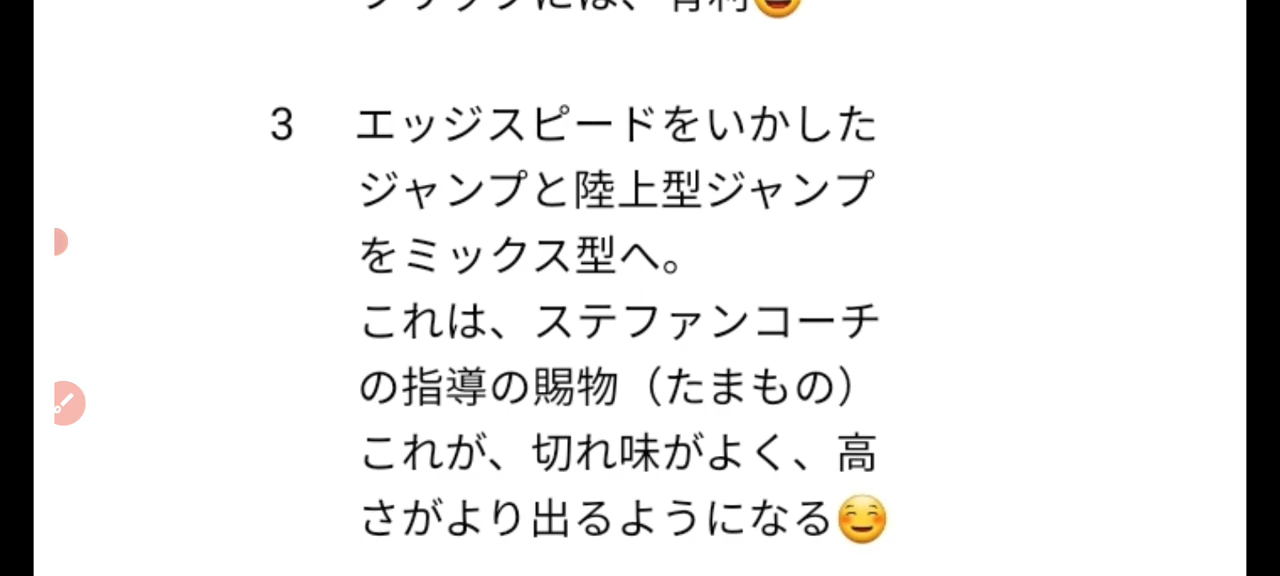 3 エッジスピードをいかした
ジャンプと陸上型ジャンプ
をミックス型へ。
これは、ステファンコーチ
の指導の賜物（たまもの）
これが、切れ味がよく、高
さがより出るようになる😊